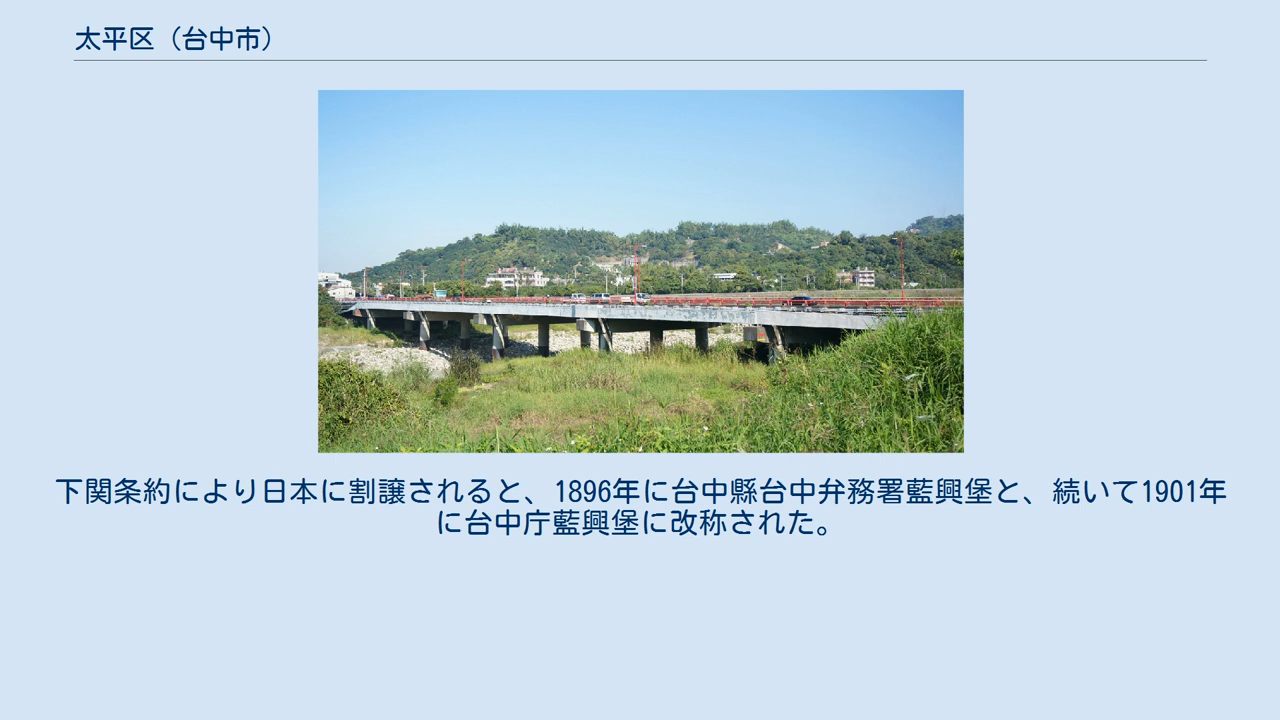 太平区（台中市）
下関条約により日本に割譲されると、1896年に台中縣台中弁務署藍興堡と、続いて1901年
に台中庁藍興堡に改称された。